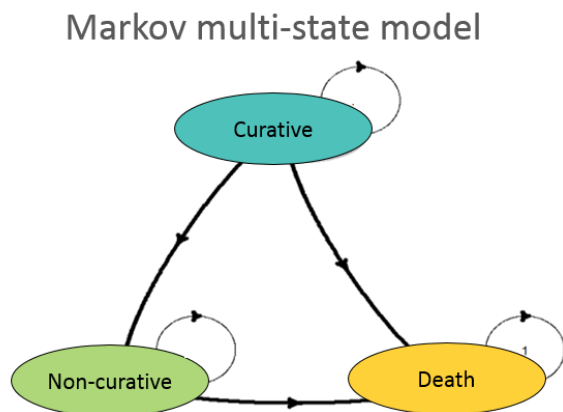 Markov multi-state model
Curative
Non-curative
Death
1